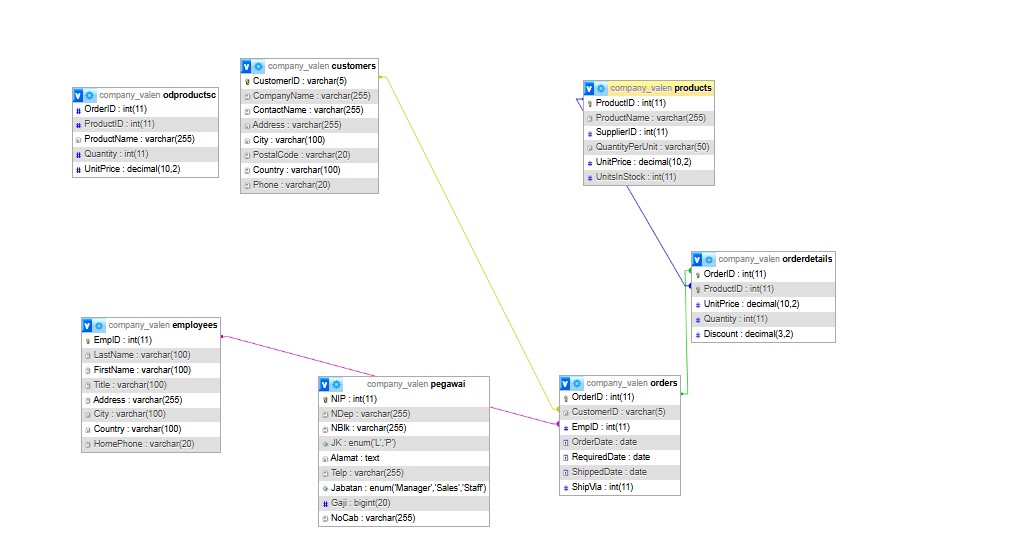 company_valen odproductsc
OrderID : int(11)
ProductID : int(11)
ProductName : varchar(255)
Quantity : int(11)
UnitPrice : decimal(10,2)
company_valen customers
CustomerID : varchar(5)
CompanyName : varchar(255)
ContactName : varchar(255)
Address : varchar(255)
City : varchar(100)
PostalCode : varchar(20)
Country : varchar(100)
Phone : varchar(20)
company_valen products
ProductID : int(11)
ProductName : varchar(255)
SupplierID : int(11)
QuantityPerUnit : varchar(50)
UnitPrice : decimal(10,2)
UnitsInStock : int(11)
company_valen orderdetails
OrderID : int(11)
ProductID : int(11)
UnitPrice : decimal(10,2)
Quantity : int(11)
Discount : decimal(3,2)
company_valen employees
EmpID : int(11)
LastName : varchar(100)
FirstName : varchar(100)
Title : varchar(100)
Address : varchar(255)
City : varchar(100)
Country : varchar(100)
HomePhone : varchar(20)
company_valen pegawai
NIP : int(11)
NDep : varchar(255)
NBlk : varchar(255)
JK : enum('L','P')
Alamat : text
Telp : varchar(255)
Jabatan : enum('Manager','Sales','Staff')
Gaji : bigint(20)
NoCab : varchar(255)
company_valen orders
OrderID : int(11)
CustomerID : varchar(5)
EmpID : int(11)
OrderDate : date
RequiredDate : date
ShippedDate : date
ShipVia : int(11)